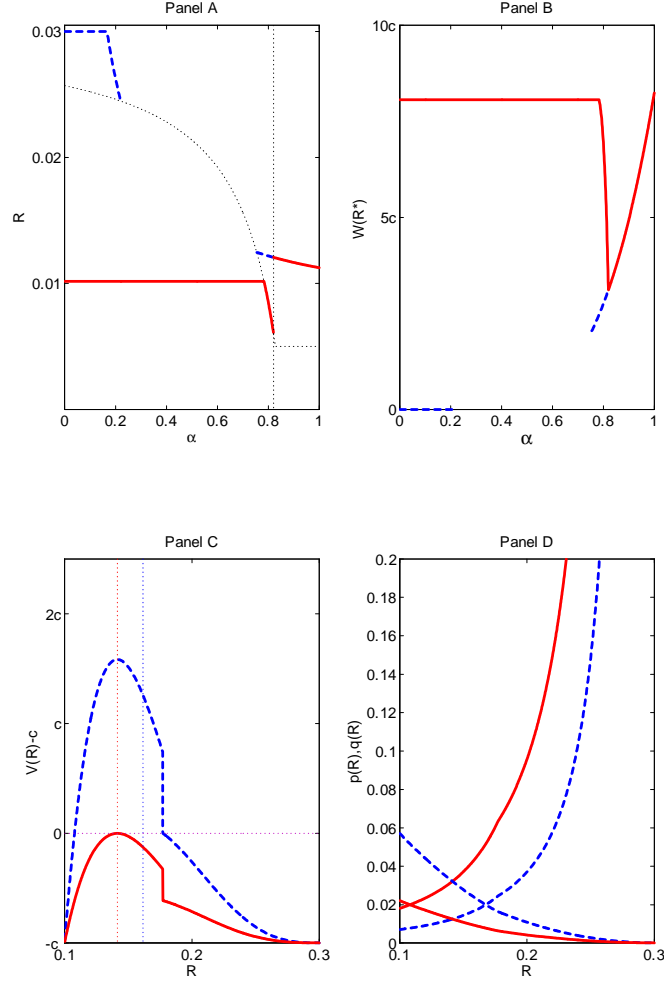 Panel A
0.03
0.02
0.01
R
0
0.2
0.4
0.6
0.8
1
α
Panel B
10c
5c
0
W(R*)
0
0.2
0.4
0.6
0.8
1
α
Panel C
2c
c
0
-c
V(R)-c
0.1
0.2
0.3
R
Panel D
0.2
0.18
0.16
0.14
0.12
0.1
0.08
0.06
0.04
0.02
0
p(R),q(R)
0.1
0.2
0.3
R